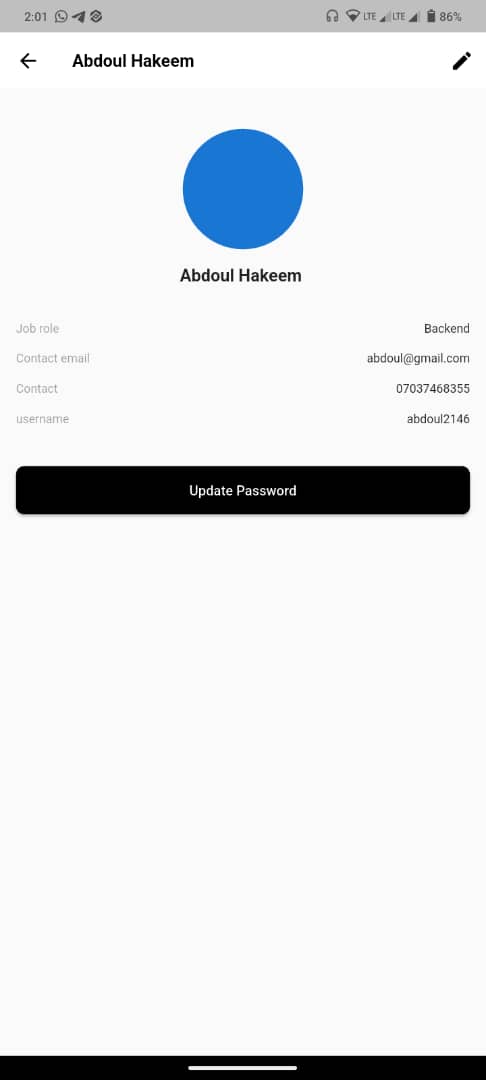 2:01 LTE LTE 86%
Abdoul Hakeem
Abdoul Hakeem
Job role Backend
Contact email abdoul@gmail.com
Contact 07037468355
username abdoul2146
Update Password